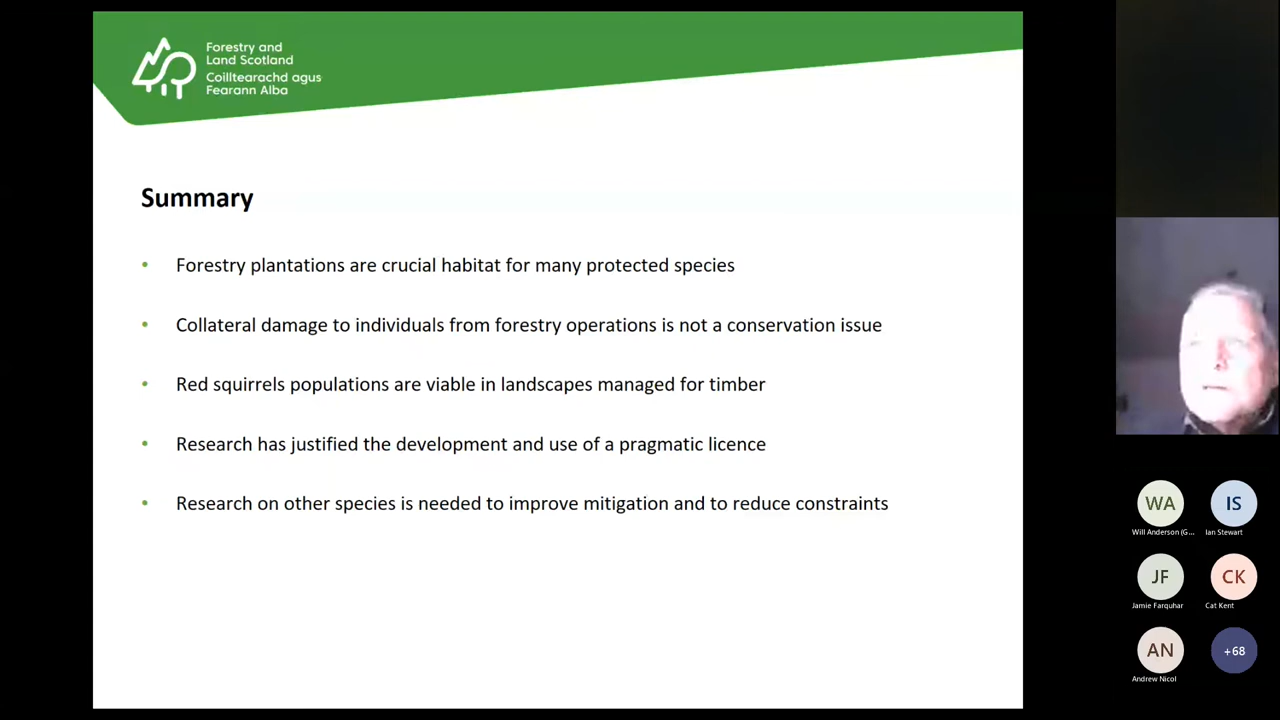 Forestry and
Land Scotland
Coilltearachd agus
Fearann Alba
Summary
• Forestry plantations are crucial habitat for many protected species
• Collateral damage to individuals from forestry operations is not a conservation issue
• Red squirrels populations are viable in landscapes managed for timber
• Research has justified the development and use of a pragmatic licence
• Research on other species is needed to improve mitigation and to reduce constraints
WA IS
Will Anderson (G... Ian Stewart
JF CK
Jamie Farquhar Cat Kent
AN +68
Andrew Nicol